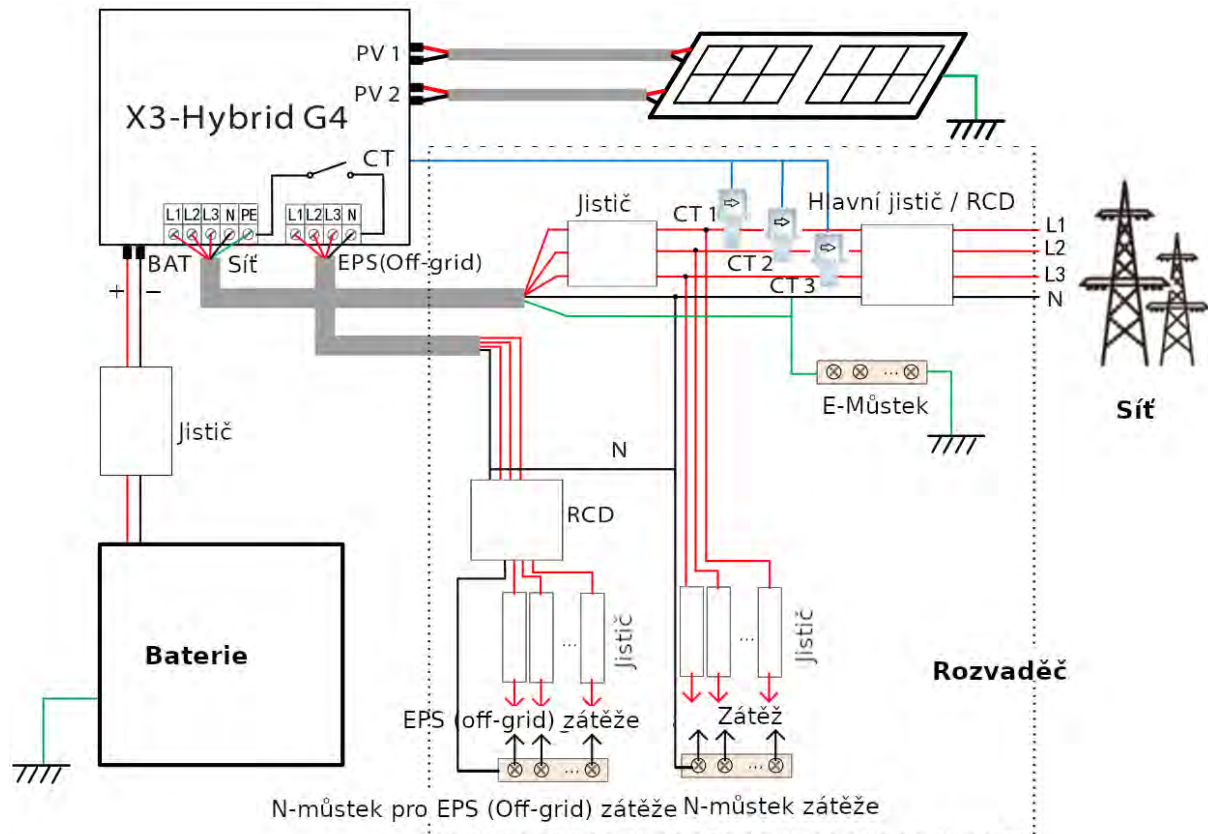 PV 1
PV 2
X3-Hybrid G4
CT
L1 L2 L3 N PE
L1 L2 L3 N
BAT
Síť
EPS(Off-grid)
+
−
Jistič
Baterie
Jistič
CT 1
CT 2
CT 3
Hlavní jistič / RCD
L1
L2
L3
N
Síť
...
E-Můstek
N
RCD
...
Jistič
...
Jistič
Rozvaděč
EPS (off-grid) zátěže
Zátěž
...
...
N-můstek pro EPS (Off-grid) zátěže
N-můstek zátěže